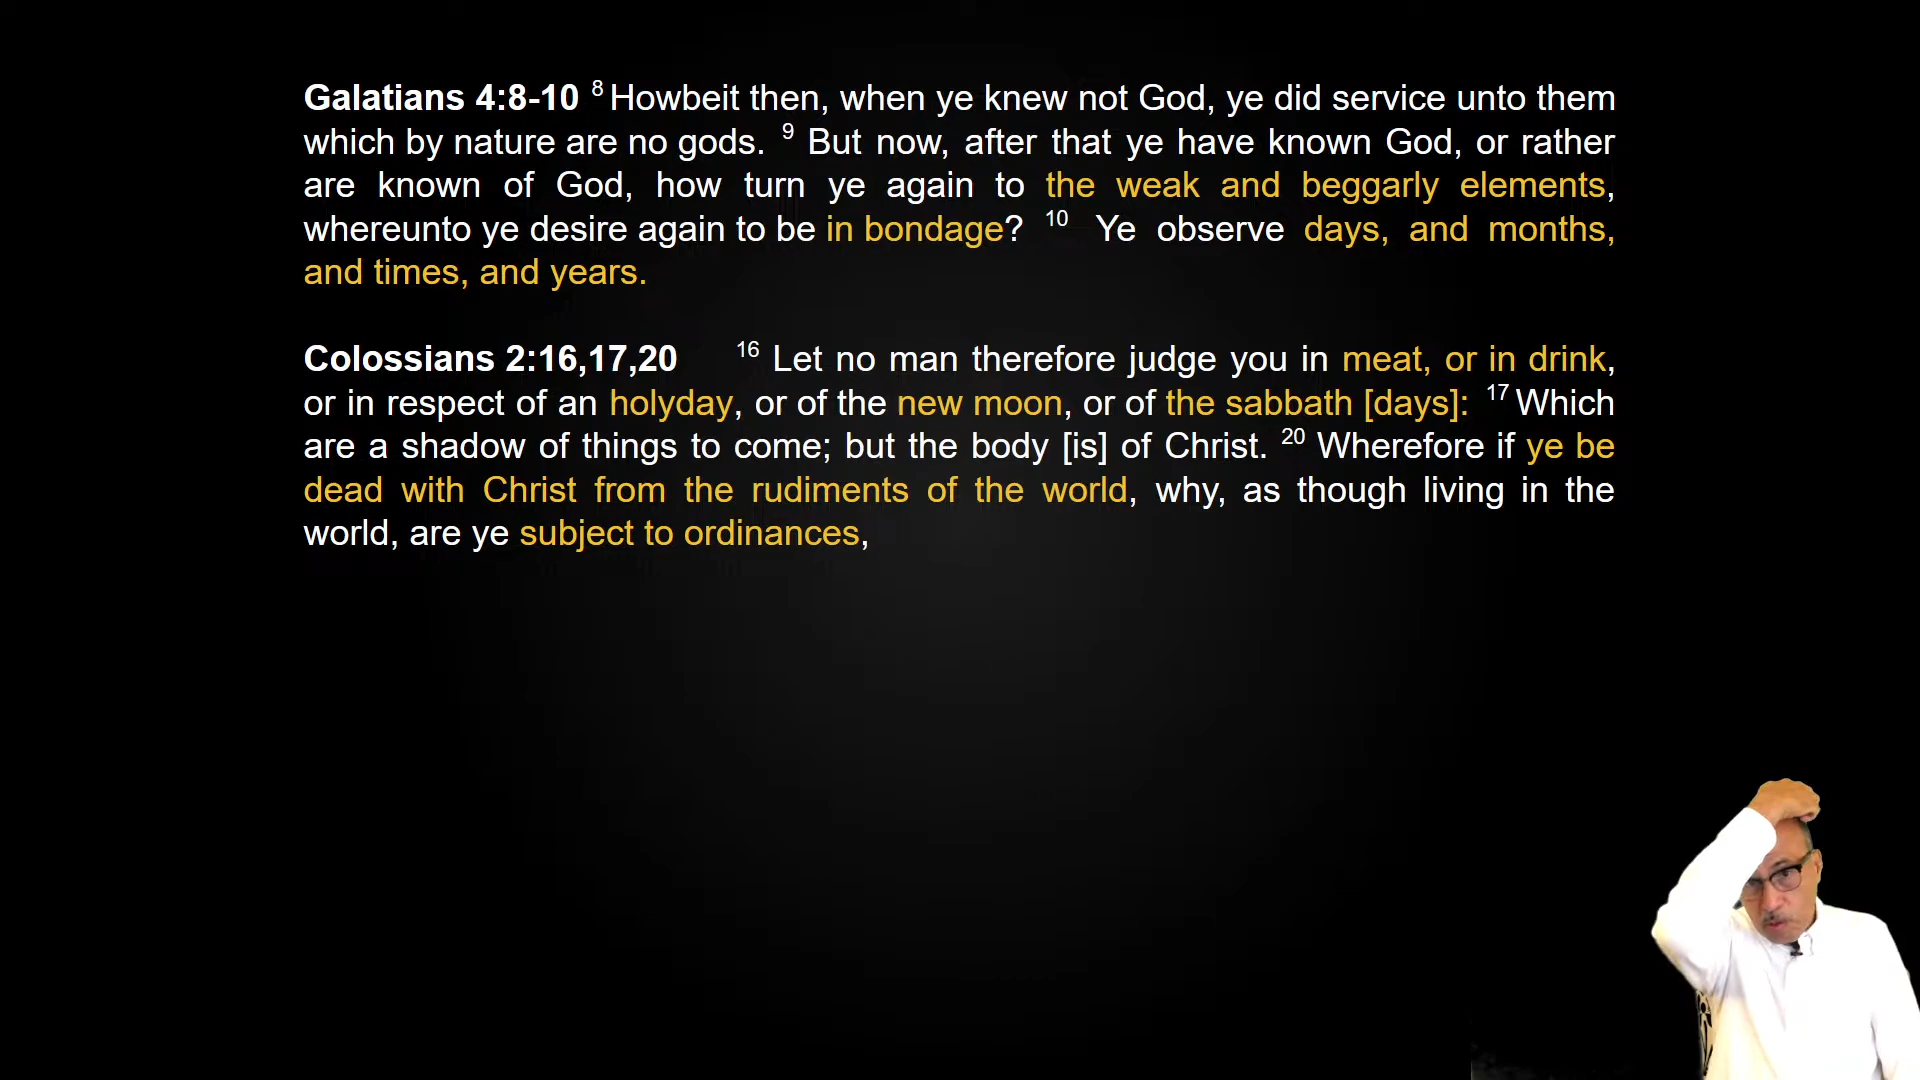 Galatians 4:8-10 8 Howbeit then, when ye knew not God, ye did service unto them
which by nature are no gods. 9 But now, after that ye have known God, or rather
are known of God, how turn ye again to the weak and beggarly elements,
whereunto ye desire again to be in bondage? 10 Ye observe days, and months,
and times, and years.
Colossians 2:16,17,20 16 Let no man therefore judge you in meat, or in drink,
or in respect of an holyday, or of the new moon, or of the sabbath [days]: 17 Which
are a shadow of things to come; but the body [is] of Christ. 20 Wherefore if ye be
dead with Christ from the rudiments of the world, why, as though living in the
world, are ye subject to ordinances,